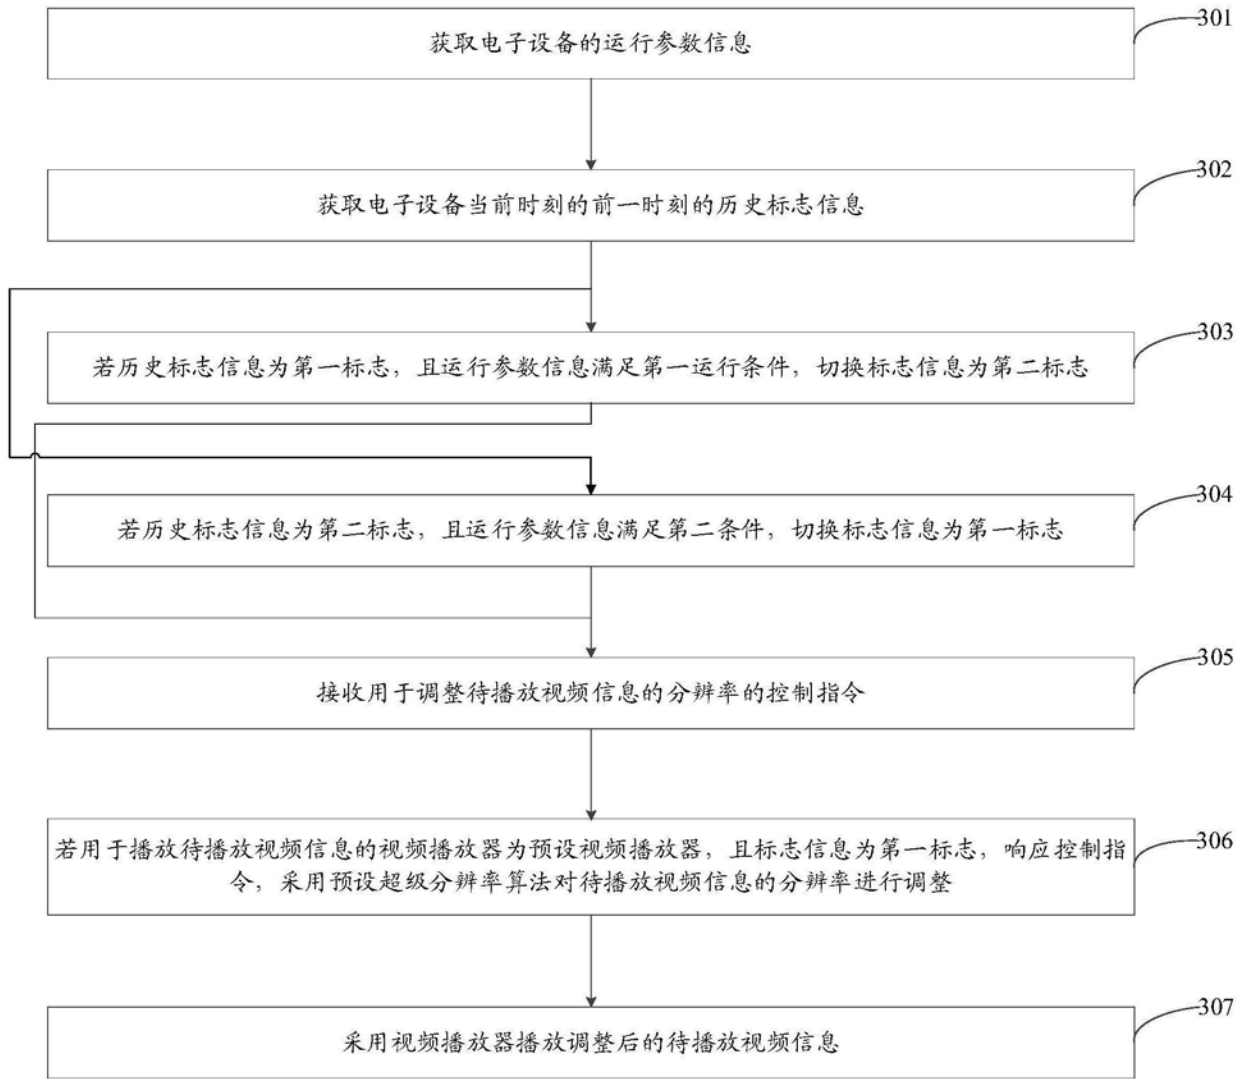 301
获取电子设备的运行参数信息
302
获取电子设备当前时刻的前一时刻的历史标志信息
303
若历史标志信息为第一标志，且运行参数信息满足第一运行条件，切换标志信息为第二标志
304
若历史标志信息为第二标志，且运行参数信息满足第二条件，切换标志信息为第一标志
305
接收用于调整待播放视频信息的分辨率的控制指令
306
若用于播放待播放视频信息的视频播放器为预设视频播放器，且标志信息为第一标志，响应控制指
令，采用预设超级分辨率算法对待播放视频信息的分辨率进行调整
307
采用视频播放器播放调整后的待播放视频信息